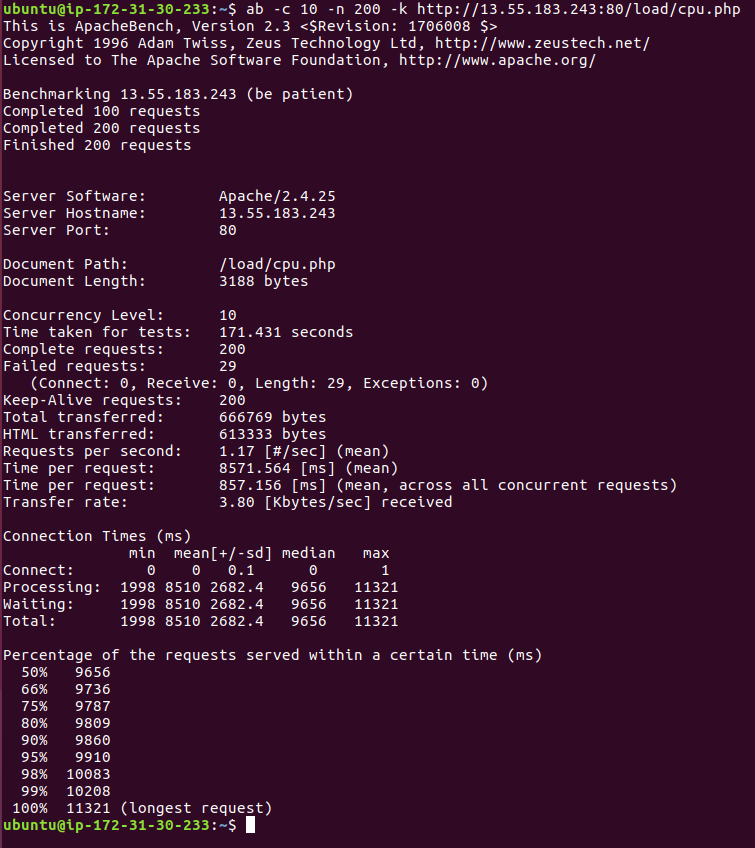 ubuntu@ip-172-31-30-233:~$ ab -c 10 -n 200 -k http://13.55.183.243:80/load/cpu.php
This is ApacheBench, Version 2.3 <$Revision: 1706008 $>
Copyright 1996 Adam Twiss, Zeus Technology Ltd, http://www.zeustech.net/
Licensed to The Apache Software Foundation, http://www.apache.org/

Benchmarking 13.55.183.243 (be patient)
Completed 100 requests
Completed 200 requests
Finished 200 requests


Server Software:        Apache/2.4.25
Server Hostname:        13.55.183.243
Server Port:            80

Document Path:          /load/cpu.php
Document Length:        3188 bytes

Concurrency Level:      10
Time taken for tests:   171.431 seconds
Complete requests:      200
Failed requests:        29
   (Connect: 0, Receive: 0, Length: 29, Exceptions: 0)
Keep-Alive requests:    200
Total transferred:      666769 bytes
HTML transferred:       613333 bytes
Requests per second:    1.17 [#/sec] (mean)
Time per request:       8571.564 [ms] (mean)
Time per request:       857.156 [ms] (mean, across all concurrent requests)
Transfer rate:          3.80 [Kbytes/sec] received

Connection Times (ms)
              min  mean[+/-sd] median   max
Connect:        0    0   0.1      0       1
Processing:  1998 8510 2682.4   9656   11321
Waiting:     1998 8510 2682.4   9656   11321
Total:       1998 8510 2682.4   9656   11321

Percentage of the requests served within a certain time (ms)
  50%   9656
  66%   9736
  75%   9787
  80%   9809
  90%   9860
  95%   9910
  98%  10083
  99%  10208
 100%  11321 (longest request)
ubuntu@ip-172-31-30-233:~$